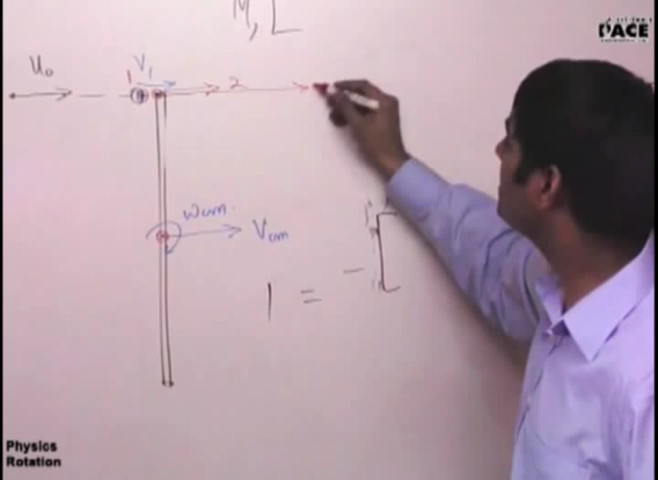 M, L
PACE
u₀
V₁
1
2
ωcm.
Vcm
1 = - [
Physics
Rotation